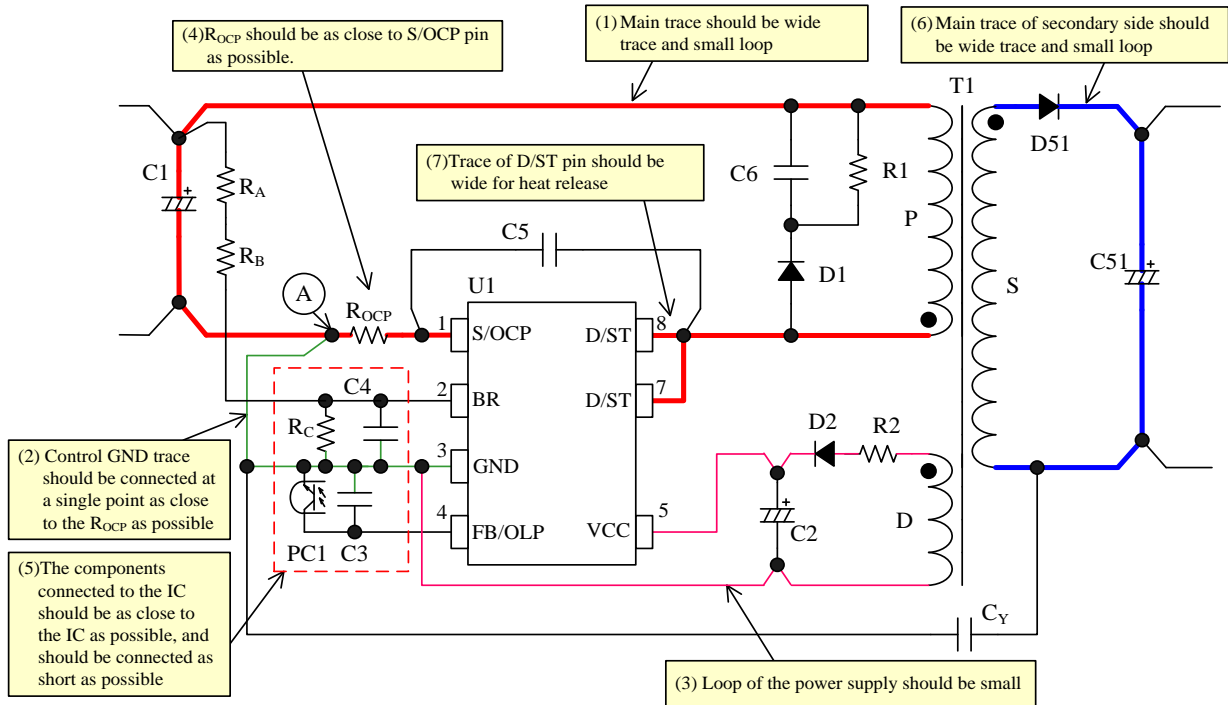 (1) Main trace should be wide
trace and small loop
(6) Main trace of secondary side should
be wide trace and small loop
(4)ROCP should be as close to S/OCP pin
as possible.
T1
D51
C1
RA
RB
(7)Trace of D/ST pin should be
wide for heat release
C6
R1
P
C5
D1
S
C51
U1
A
ROCP
1
S/OCP
D/ST
8
C4
2
BR
D/ST
7
RC
D2
R2
(2) Control GND trace
should be connected at
a single point as close
to the ROCP as possible
3
GND
4
FB/OLP
VCC
5
C2
D
PC1
C3
(5)The components
connected to the IC
should be as close to
the IC as possible, and
should be connected as
short as possible
CY
(3) Loop of the power supply should be small